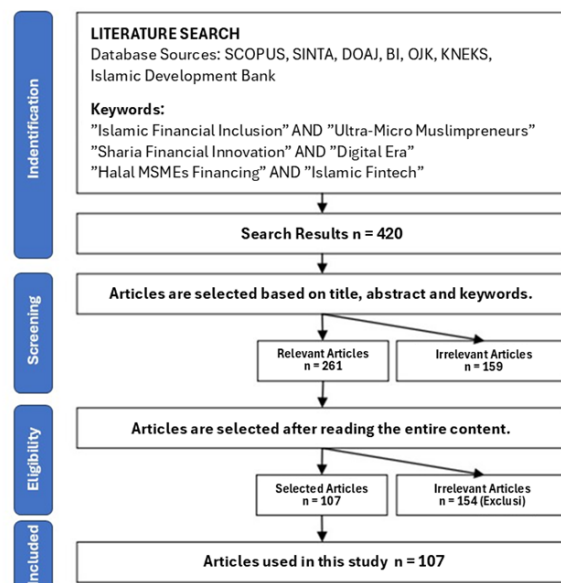 Indentification
LITERATURE SEARCH
Database Sources: SCOPUS, SINTA, DOAJ, BI, OJK, KNEKS,
Islamic Development Bank
Keywords:
”Islamic Financial Inclusion” AND ”Ultra-Micro Muslimpreneurs”
”Sharia Financial Innovation” AND ”Digital Era”
”Halal MSMEs Financing” AND ”Islamic Fintech”
Search Results n = 420
Screening
Articles are selected based on title, abstract and keywords.
Relevant Articles
n = 261
Irrelevant Articles
n = 159
Eligibility
Articles are selected after reading the entire content.
Selected Articles
n = 107
Irrelevant Articles
n = 154 (Exclusi)
Included
Articles used in this study n = 107